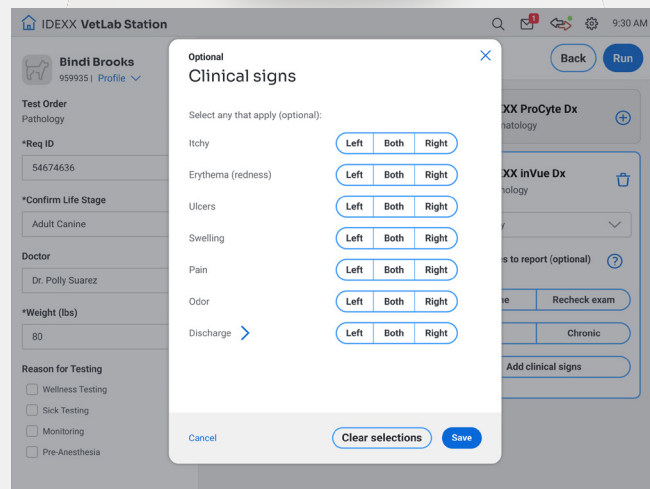 IDEXX VetLab Station
1
9:30 AM
Bindi Brooks
959935 | Profile
Back
Run
Test Order
Pathology
*Req ID
54674636
*Confirm Life Stage
Adult Canine
Doctor
Dr. Polly Suarez
*Weight (lbs)
80
Reason for Testing
Wellness Testing
Sick Testing
Monitoring
Pre-Anesthesia
Optional
Clinical signs
Select any that apply (optional):
Itchy Left Both Right
Erythema (redness) Left Both Right
Ulcers Left Both Right
Swelling Left Both Right
Pain Left Both Right
Odor Left Both Right
Discharge Left Both Right
Cancel Clear selections Save
XX ProCyte Dx
natology
XX inVue Dx
ology
s to report (optional) ?
Recheck exam
Chronic
Add clinical signs